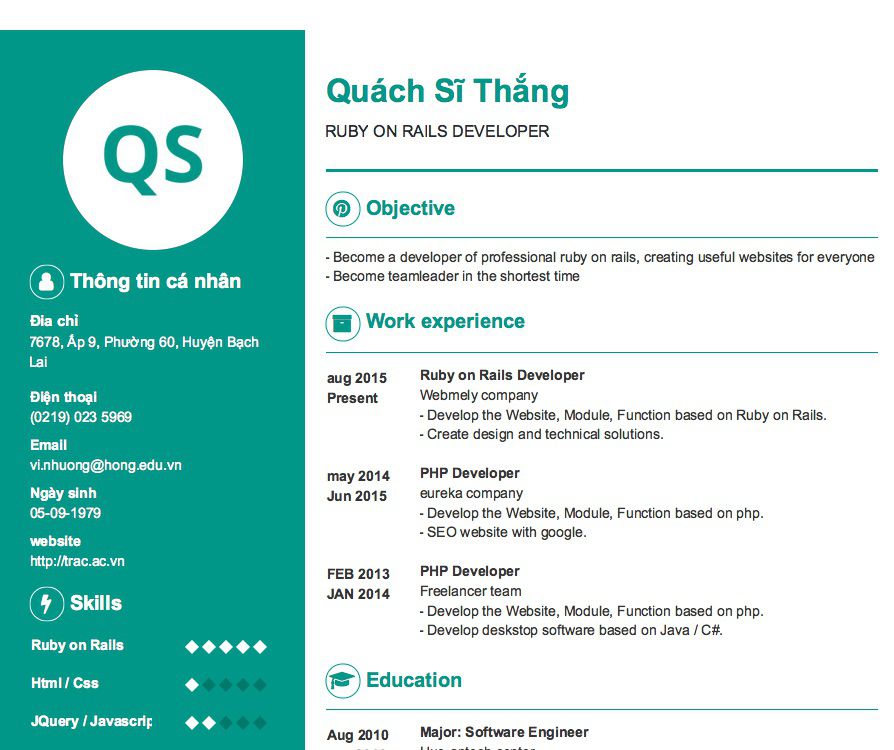 QS
Thông tin cá nhân
Địa chỉ
7678, Ấp 9, Phường 60, Huyện Bạch
Lai
Điện thoại
(0219) 023 5969
Email
vi.nhuong@hong.edu.vn
Ngày sinh
05-09-1979
website
http://trac.ac.vn
Skills
Ruby on Rails
Html / Css
JQuery / Javascrip
Quách Sĩ Thắng
RUBY ON RAILS DEVELOPER
Objective
- Become a developer of professional ruby on rails, creating useful websites for everyone
- Become teamleader in the shortest time
Work experience
aug 2015
Present
Ruby on Rails Developer
Webmely company
- Develop the Website, Module, Function based on Ruby on Rails.
- Create design and technical solutions.
may 2014
Jun 2015
PHP Developer
eureka company
- Develop the Website, Module, Function based on php.
- SEO website with google.
FEB 2013
JAN 2014
PHP Developer
Freelancer team
- Develop the Website, Module, Function based on php.
- Develop deskstop software based on Java / C#.
Education
Aug 2010
Major: Software Engineer